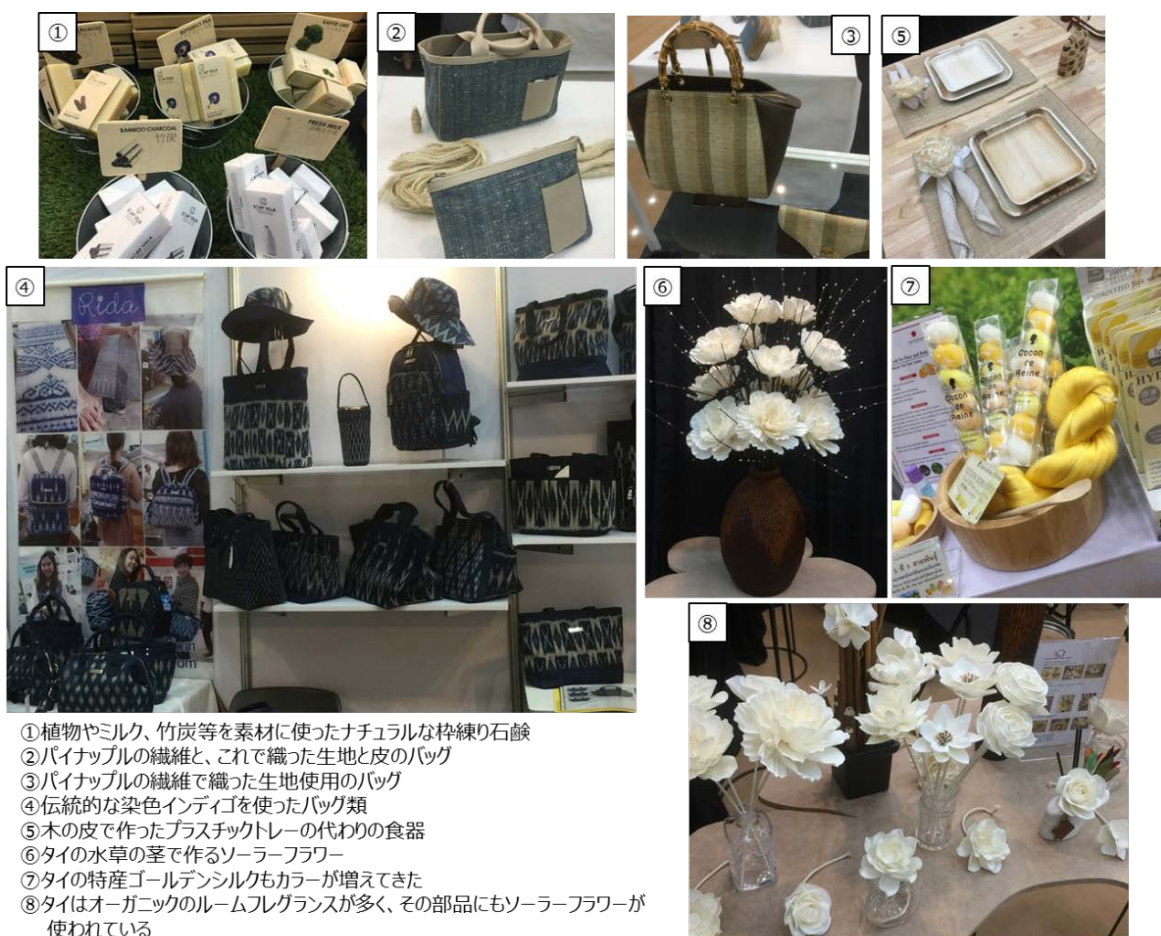 ①
②
③
⑤
BUTTERFLY PEA
KAFFIR LIME
BAMBOO CHARCOAL
竹炭
FRESH MILK
SOAP VILLA
SOAP VILLA
④
⑥
⑦
Rida
Cocon de Reine
Cocon de Reine
⑧
①植物やミルク、竹炭等を素材に使ったナチュラルな枠練り石鹸
②パイナップルの繊維と、これで織った生地と皮のバッグ
③パイナップルの繊維で織った生地使用のバッグ
④伝統的な染色インディゴを使ったバッグ類
⑤木の皮で作ったプラスチックトレーの代わりの食器
⑥タイの水草の茎で作るソーラーフラワー
⑦タイの特産ゴールデンシルクもカラーが増えてきた
⑧タイはオーガニックのルームフレグランスが多く、その部品にもソーラーフラワーが
使われている